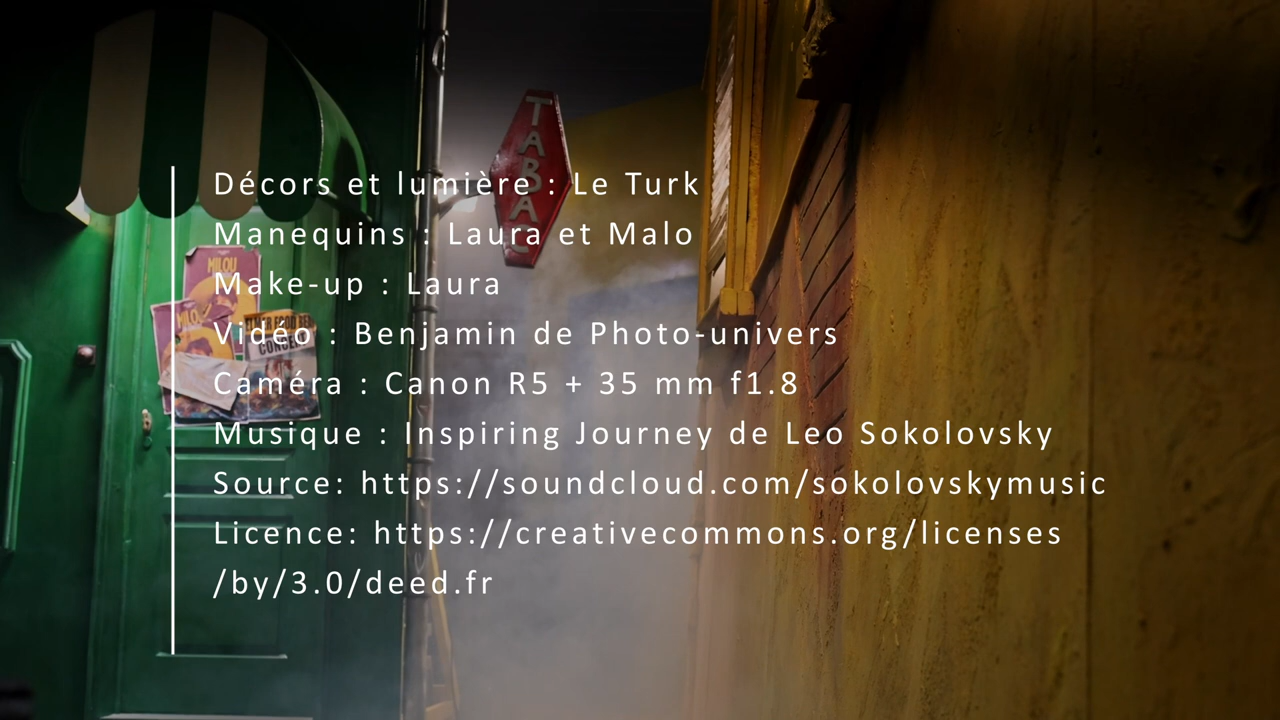 Décors et lumière : Le Turk
Manequins : Laura et Malo
Make-up : Laura
Vidéo : Benjamin de Photo-univers
Caméra : Canon R5 + 35 mm f1.8
Musique : Inspiring Journey de Leo Sokolovsky
Source: https://soundcloud.com/sokolovskymusic
Licence: https://creativecommons.org/licenses
/by/3.0/deed.fr
TABAC
MILOU